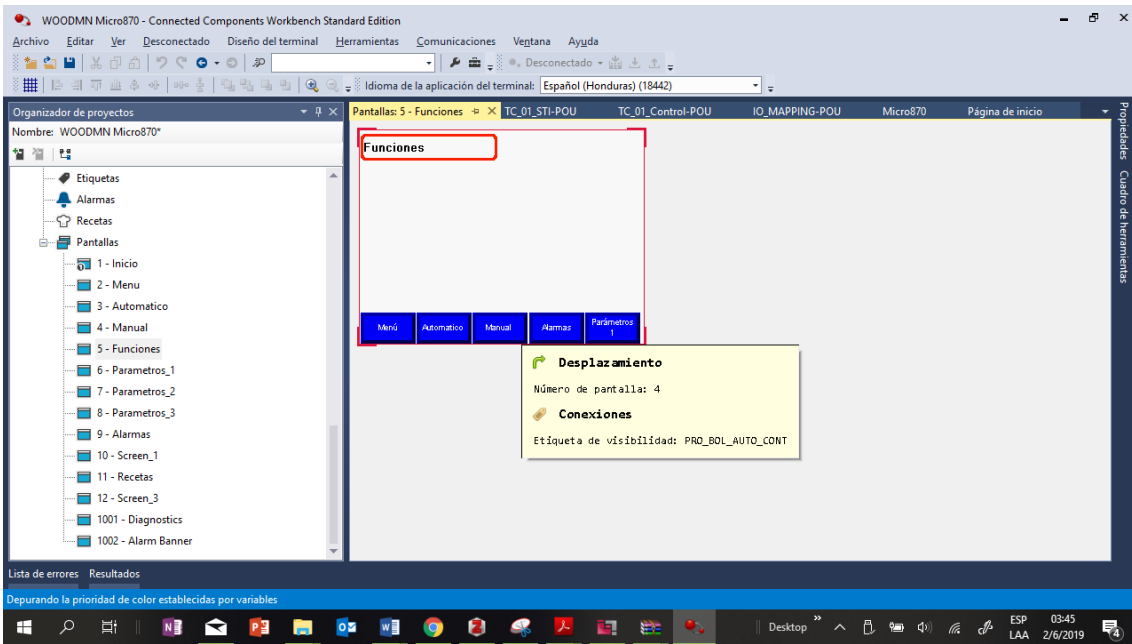 WOODMN Micro870 - Connected Components Workbench Standard Edition
Archivo Editar Ver Desconectado Diseño del terminal Herramientas Comunicaciones Ventana Ayuda
Desconectado
Idioma de la aplicación del terminal: Español (Honduras) (18442)
Organizador de proyectos
Pantallas: 5 - Funciones TC_01_STI-POU TC_01_Control-POU IO_MAPPING-POU Micro870 Página de inicio
Nombre: WOODMN Micro870*
Etiquetas
Alarmas
Recetas
Pantallas
1 - Inicio
2 - Menu
3 - Automatico
4 - Manual
5 - Funciones
6 - Parametros_1
7 - Parametros_2
8 - Parametros_3
9 - Alarmas
10 - Screen_1
11 - Recetas
12 - Screen_3
1001 - Diagnostics
1002 - Alarm Banner
Funciones
Menú Automatico Manual Alarmas Parámetros
1
Desplazamiento
Número de pantalla: 4
Conexiones
Etiqueta de visibilidad: PRO_BOL_AUTO_CONT
Propiedades
Cuadro de herramientas
Lista de errores Resultados
Depurando la prioridad de color establecidas por variables
Desktop
ESP
LAA
03:45
2/6/2019
4